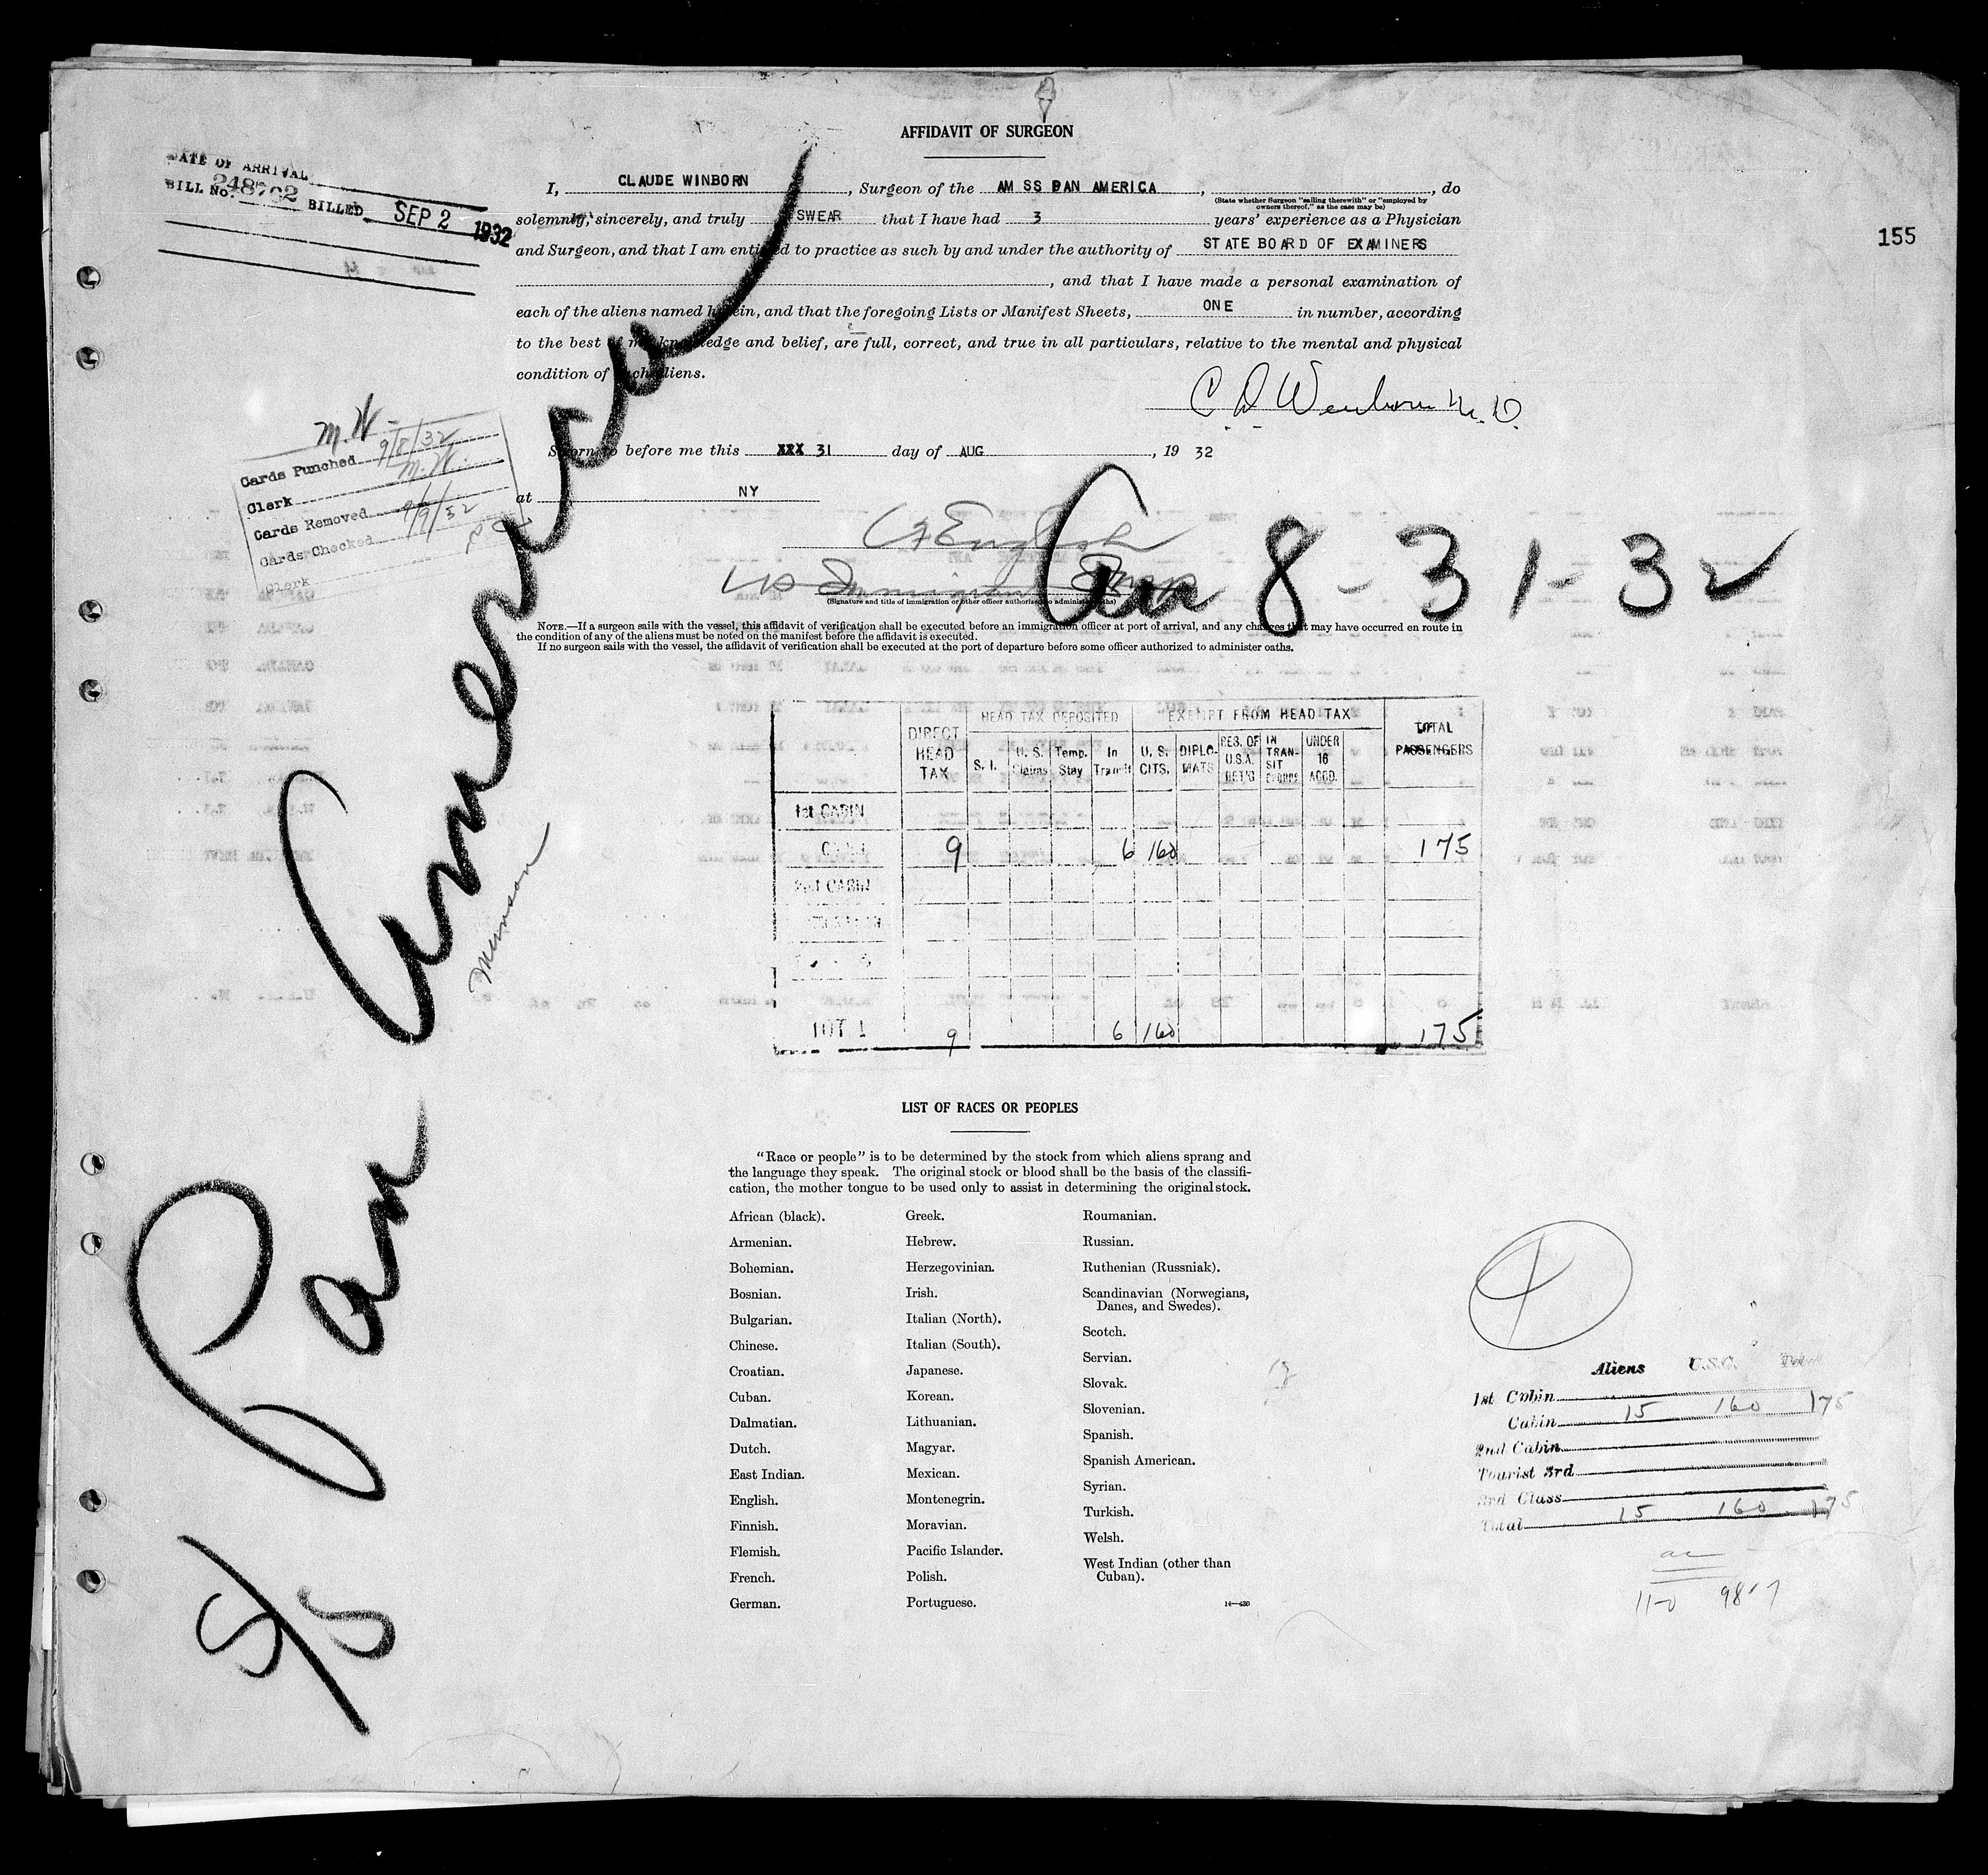 AFFIDAVIT OF SURGEON
DATE OF ARRIVAL
BILL No. 248702 BILLED SEP 2 1932
155
I, CLAUDE WINBORN, Surgeon of the AM SS PAN AMERICA, , do
(State whether Surgeon "sailing therewith" or "employed by
owners thereof," as the case may be)
solemnly, sincerely, and truly SWEAR that I have had 3 years' experience as a Physician
and Surgeon, and that I am entitled to practice as such by and under the authority of STATE BOARD OF EXAMINERS
, and that I have made a personal examination of
each of the aliens named herein, and that the foregoing Lists or Manifest Sheets, ONE in number, according
to the best of my knowledge and belief, are full, correct, and true in all particulars, relative to the mental and physical
condition of such aliens.
C D Winborn M.D.
Sworn to before me this XXX 31 day of AUG, 19 32
at NY
M.W-
Cards Punched 9/8/32
Clerk M.W.
Cards Removed 9/9/32
Cards Checked
Clerk
English
US Immigrant Insp
(Signature and title of immigration or other officer authorized to administer oaths)
Arr 8-31-32
NOTE.—If a surgeon sails with the vessel, this affidavit of verification shall be executed before an immigration officer at port of arrival, and any changes that may have occurred en route in
the condition of any of the aliens must be noted on the manifest before the affidavit is executed.
If no surgeon sails with the vessel, the affidavit of verification shall be executed at the port of departure before some officer authorized to administer oaths.
S/S Pan America
Munson
DIRECT HEAD TAX
HEAD TAX DEPOSITED
S. I. U. S. Claims Temp. Stay In Transit
EXEMPT FROM HEAD TAX
U. S. CITS. DIPLO-MATS RES. OF U.S.A. RET'G IN TRAN-SIT UNDER 16 ACCD.
TOTAL PASSENGERS
1st CABIN
CABIN 9 6 160 175
2nd CABIN
TOTAL 9 6 160 175
LIST OF RACES OR PEOPLES
"Race or people" is to be determined by the stock from which aliens sprang and
the language they speak. The original stock or blood shall be the basis of the classifi-
cation, the mother tongue to be used only to assist in determining the original stock.
African (black).
Armenian.
Bohemian.
Bosnian.
Bulgarian.
Chinese.
Croatian.
Cuban.
Dalmatian.
Dutch.
East Indian.
English.
Finnish.
Flemish.
French.
German.
Greek.
Hebrew.
Herzegovinian.
Irish.
Italian (North).
Italian (South).
Japanese.
Korean.
Lithuanian.
Magyar.
Mexican.
Montenegrin.
Moravian.
Pacific Islander.
Polish.
Portuguese.
Roumanian.
Russian.
Ruthenian (Russniak).
Scandinavian (Norwegians,
Danes, and Swedes).
Scotch.
Servian.
Slovak.
Slovenian.
Spanish.
Spanish American.
Syrian.
Turkish.
Welsh.
West Indian (other than
Cuban).
14—430
Aliens U.S.C. Total
1st Cabin
Cabin 15 160 175
2nd Cabin
Tourist 3rd
3rd Class
Total 15 160 175